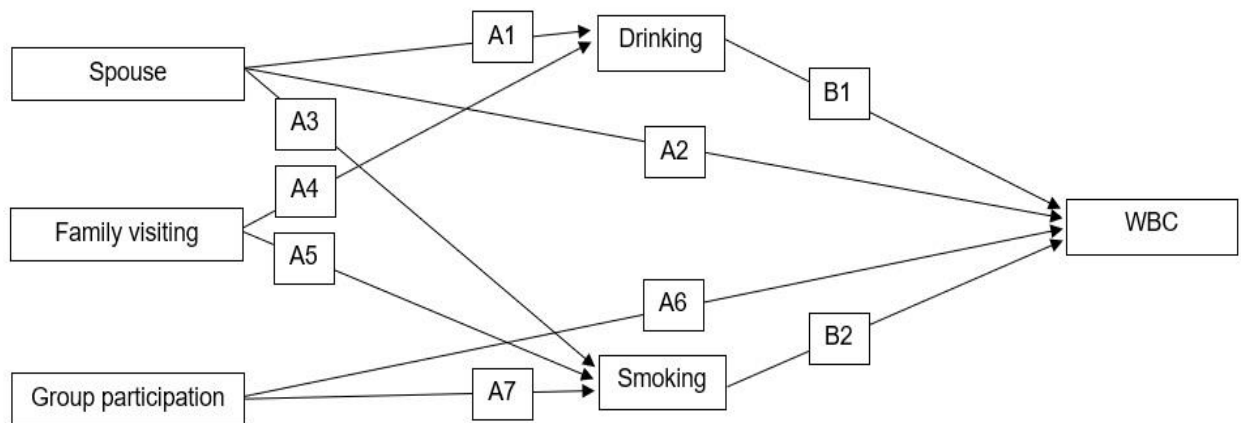 A1
Drinking
Spouse
B1
A3
A2
A4
WBC
Family visiting
A5
A6
B2
Smoking
Group participation
A7